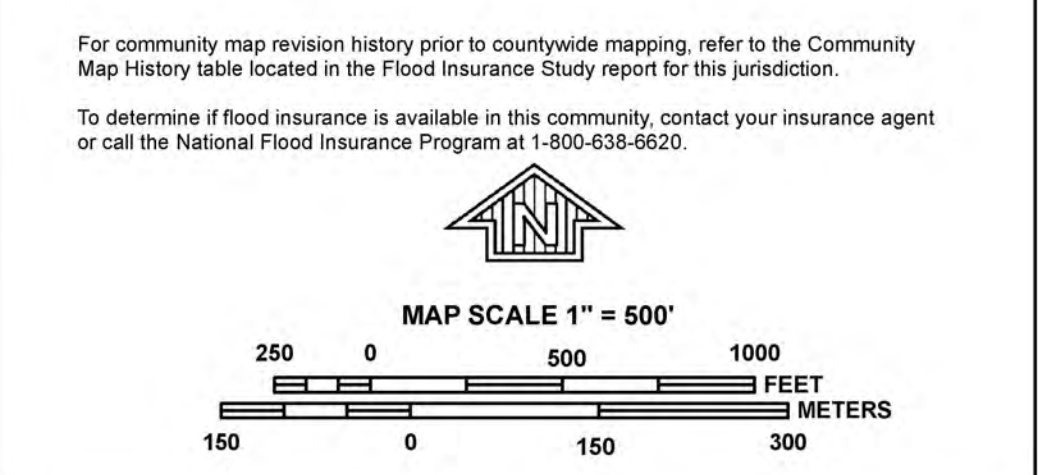 For community map revision history prior to countywide mapping, refer to the Community
Map History table located in the Flood Insurance Study report for this jurisdiction.
To determine if flood insurance is available in this community, contact your insurance agent
or call the National Flood Insurance Program at 1-800-638-6620.
N
MAP SCALE 1" = 500'
250 0 500 1000
FEET
METERS
150 0 150 300